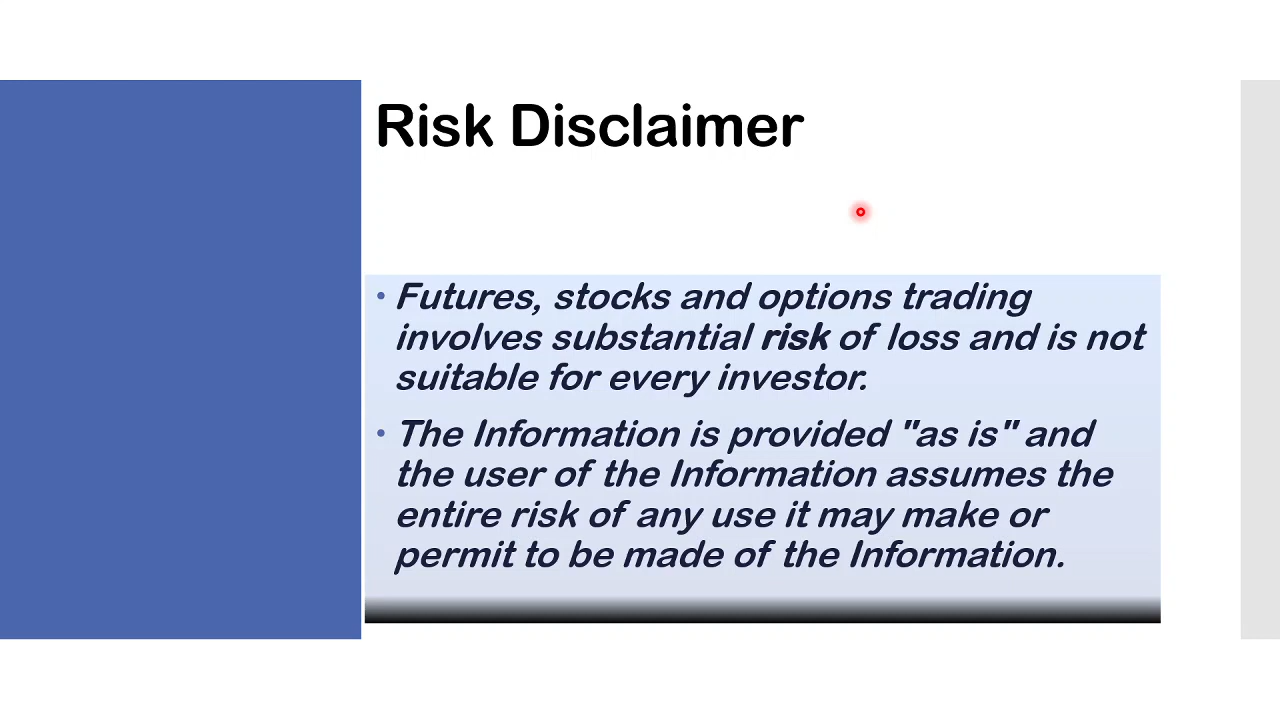 Risk Disclaimer
• Futures, stocks and options trading
involves substantial risk of loss and is not
suitable for every investor.
• The Information is provided "as is" and
the user of the Information assumes the
entire risk of any use it may make or
permit to be made of the Information.